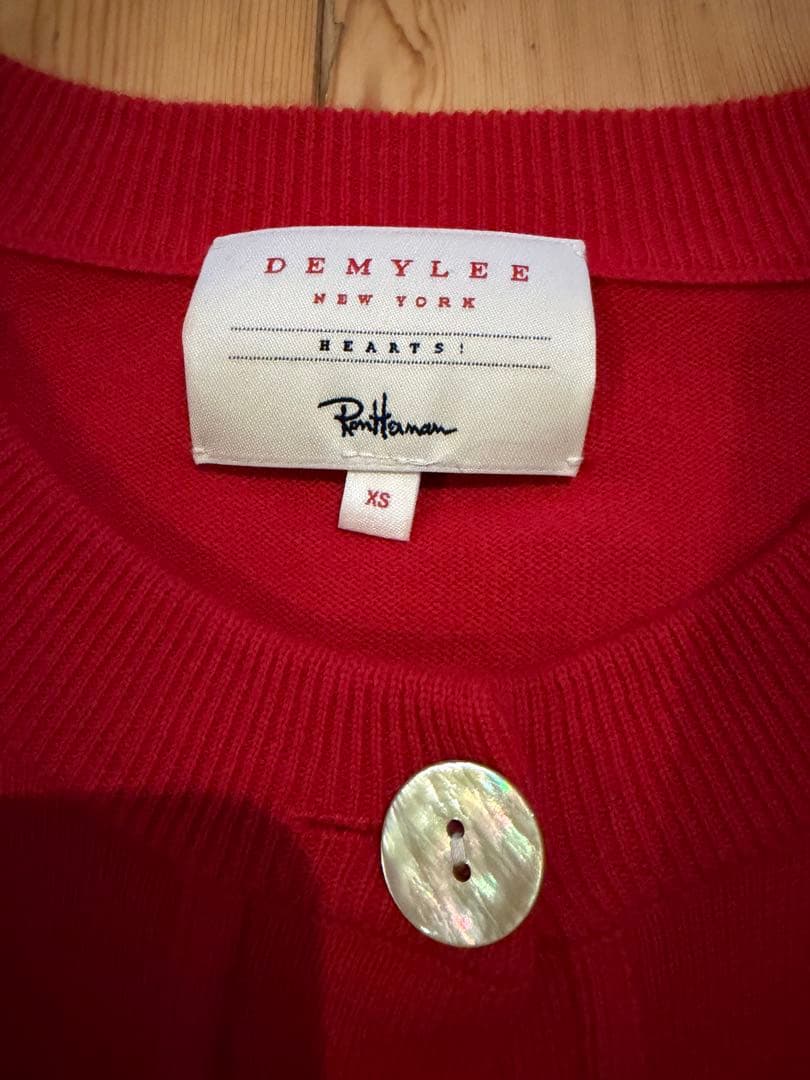 DEMYLEE
NEW YORK
HEARTS!
Ron Herman
XS